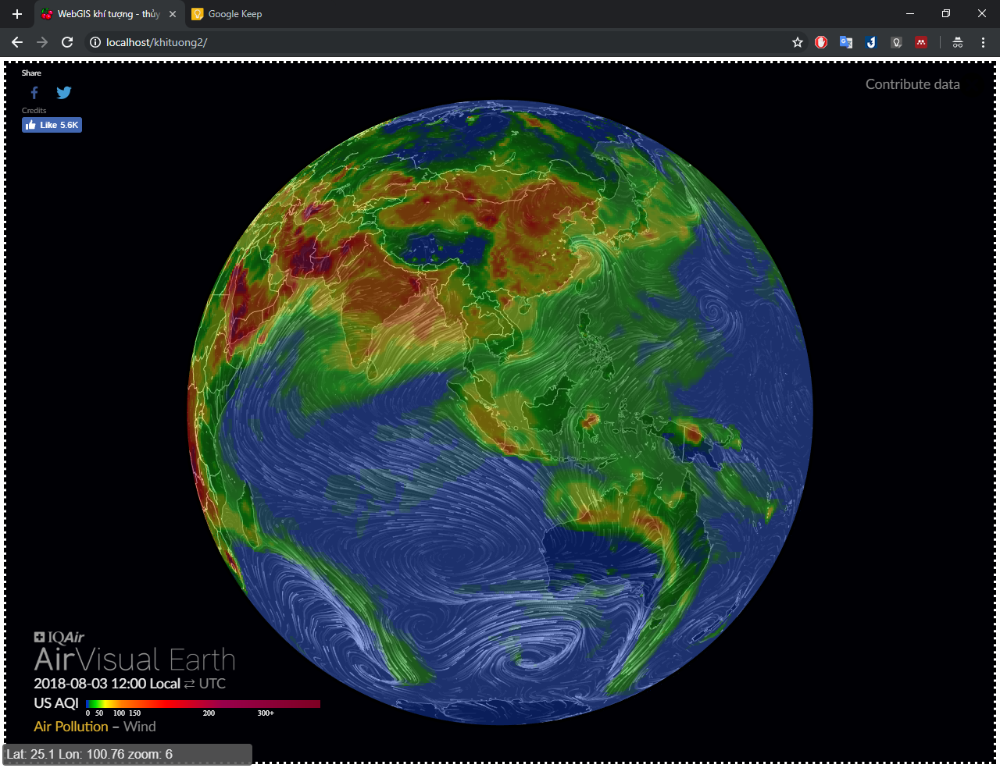 WebGIS khí tượng - thủy
Google Keep
localhost/khituong2/
Share
Contribute data
Credits
Like 5.6K
IQAir
AirVisual Earth
2018-08-03 12:00 Local ⇄ UTC
US AQI
0 50 100 150 200 300+
Air Pollution – Wind
Lat: 25.1 Lon: 100.76 zoom: 6